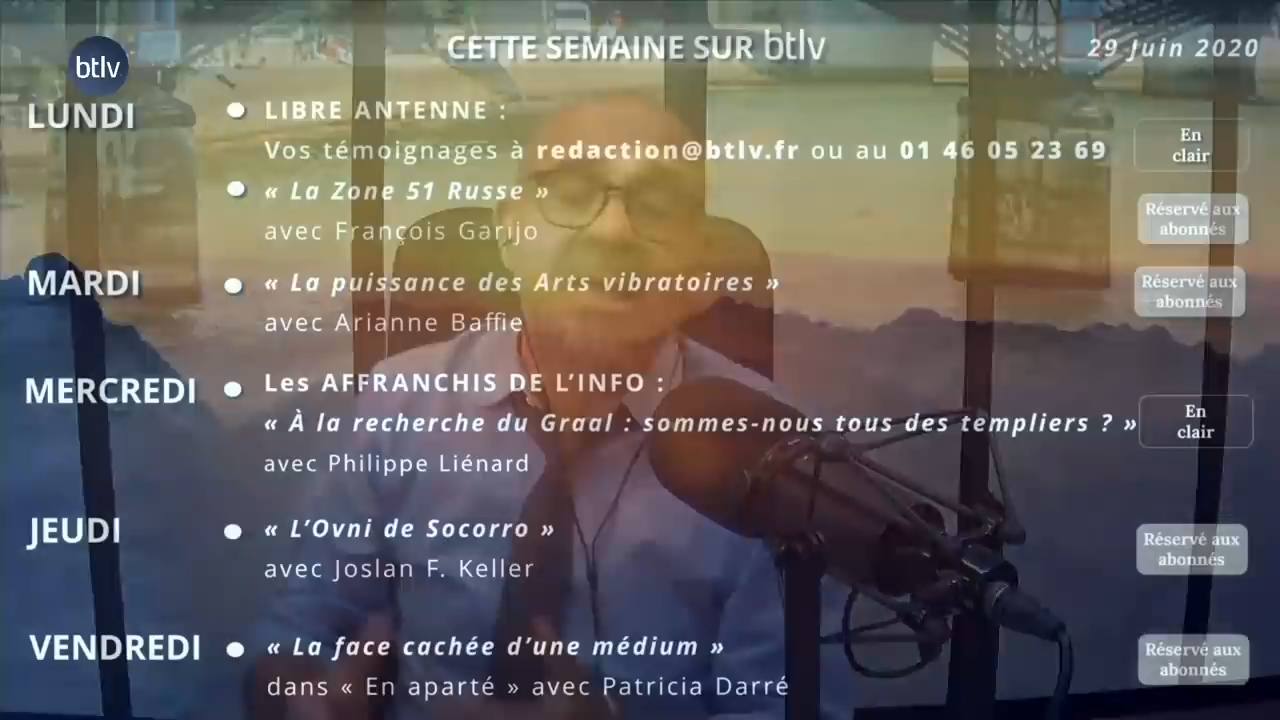 btlv
CETTE SEMAINE SUR btlv
29 Juin 2020
LUNDI
LIBRE ANTENNE :
Vos témoignages à redaction@btlv.fr ou au 01 46 05 23 69
En
clair
« La Zone 51 Russe »
avec François Garijo
Réservé aux
abonnés
MARDI
« La puissance des Arts vibratoires »
avec Arianne Baffie
Réservé aux
abonnés
MERCREDI
Les AFFRANCHIS DE L’INFO :
« À la recherche du Graal : sommes-nous tous des templiers ? »
avec Philippe Liénard
En
clair
JEUDI
« L’Ovni de Socorro »
avec Joslan F. Keller
Réservé aux
abonnés
VENDREDI
« La face cachée d’une médium »
dans « En aparté » avec Patricia Darré
Réservé aux
abonnés